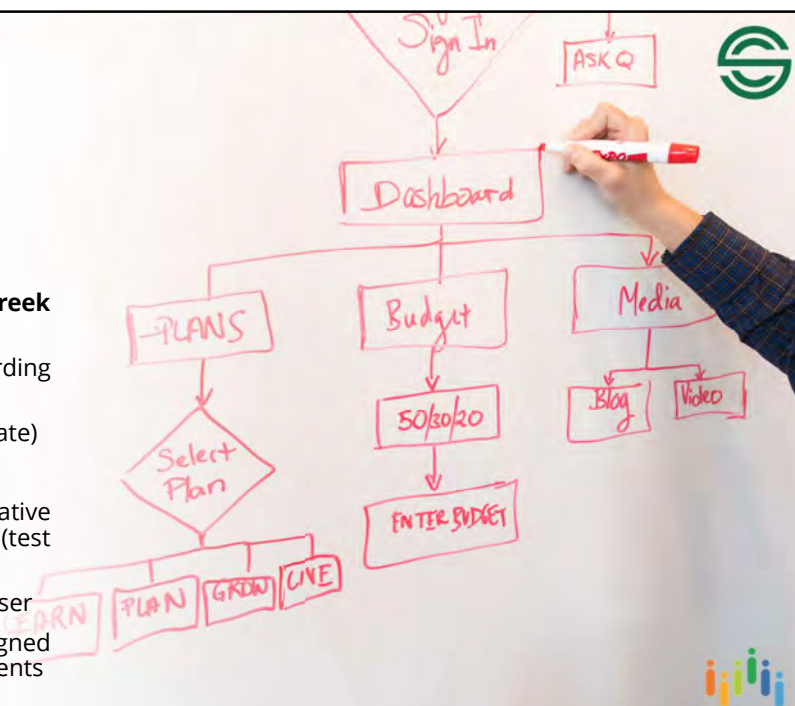 Sign In
ASK Q
Dashboard
PLANS
Budget
Media
50/30/20
Blog
Video
Select
Plan
ENTER BUDGET
LEARN
PLAN
GROW
LIVE
reek
rding
ate)
ative
(test
ser
gned
ents